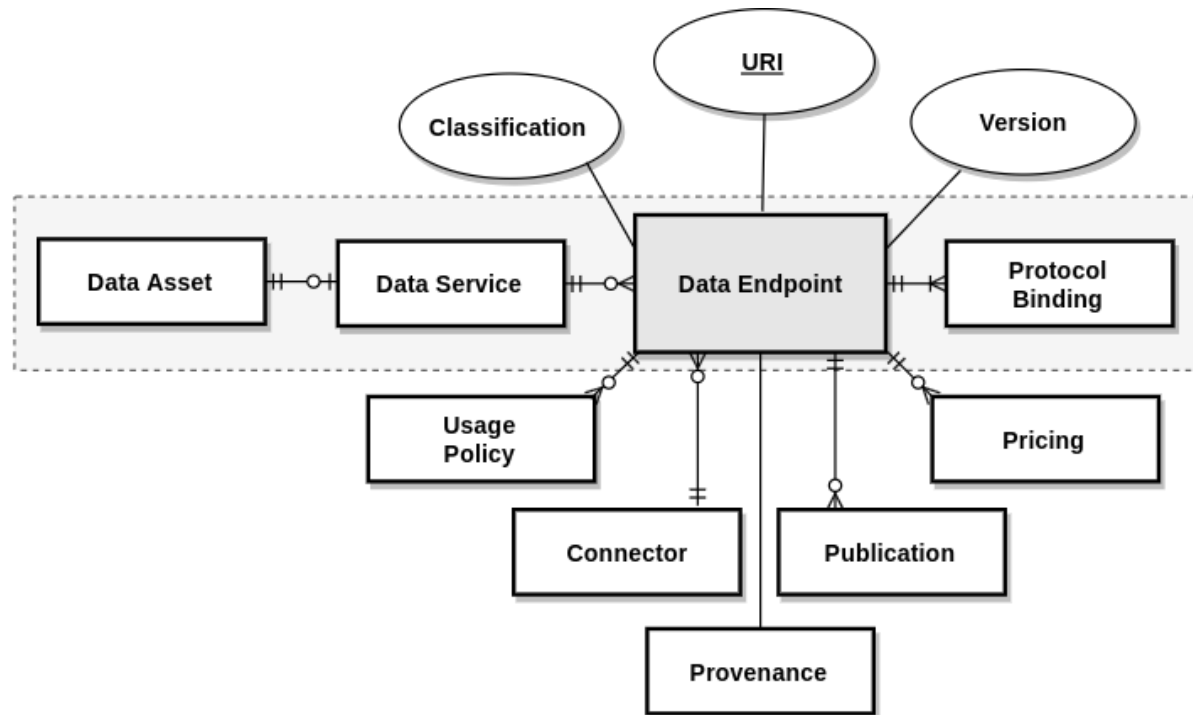 URI
Classification
Version
Data Asset
Data Service
Data Endpoint
Protocol
Binding
Usage
Policy
Pricing
Connector
Publication
Provenance